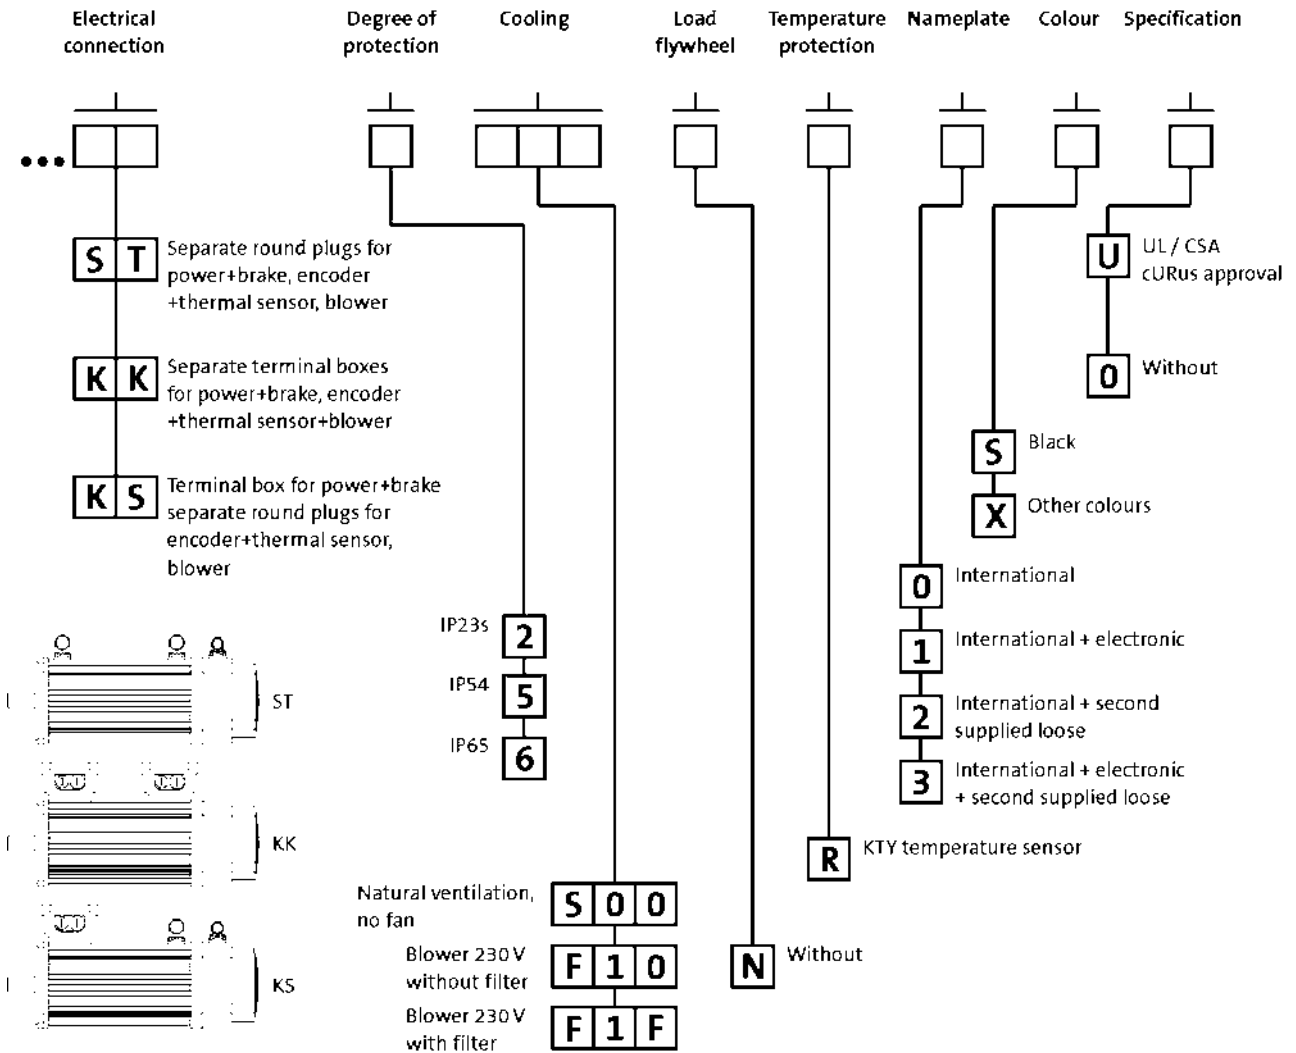 Electrical
connection
Degree of
protection
Cooling
Load
flywheel
Temperature
protection
Nameplate
Colour
Specification
•••
S T
Separate round plugs for
power+brake, encoder
+thermal sensor, blower
K K
Separate terminal boxes
for power+brake, encoder
+thermal sensor+blower
K S
Terminal box for power+brake
separate round plugs for
encoder+thermal sensor,
blower
IP23s
2
IP54
5
IP65
6
Natural ventilation,
no fan
S 0 0
Blower 230 V
without filter
F 1 0
Blower 230 V
with filter
F 1 F
N
Without
R
KTY temperature sensor
0
International
1
International + electronic
2
International + second
supplied loose
3
International + electronic
+ second supplied loose
S
Black
X
Other colours
U
UL / CSA
cURus approval
0
Without
ST
KK
KS